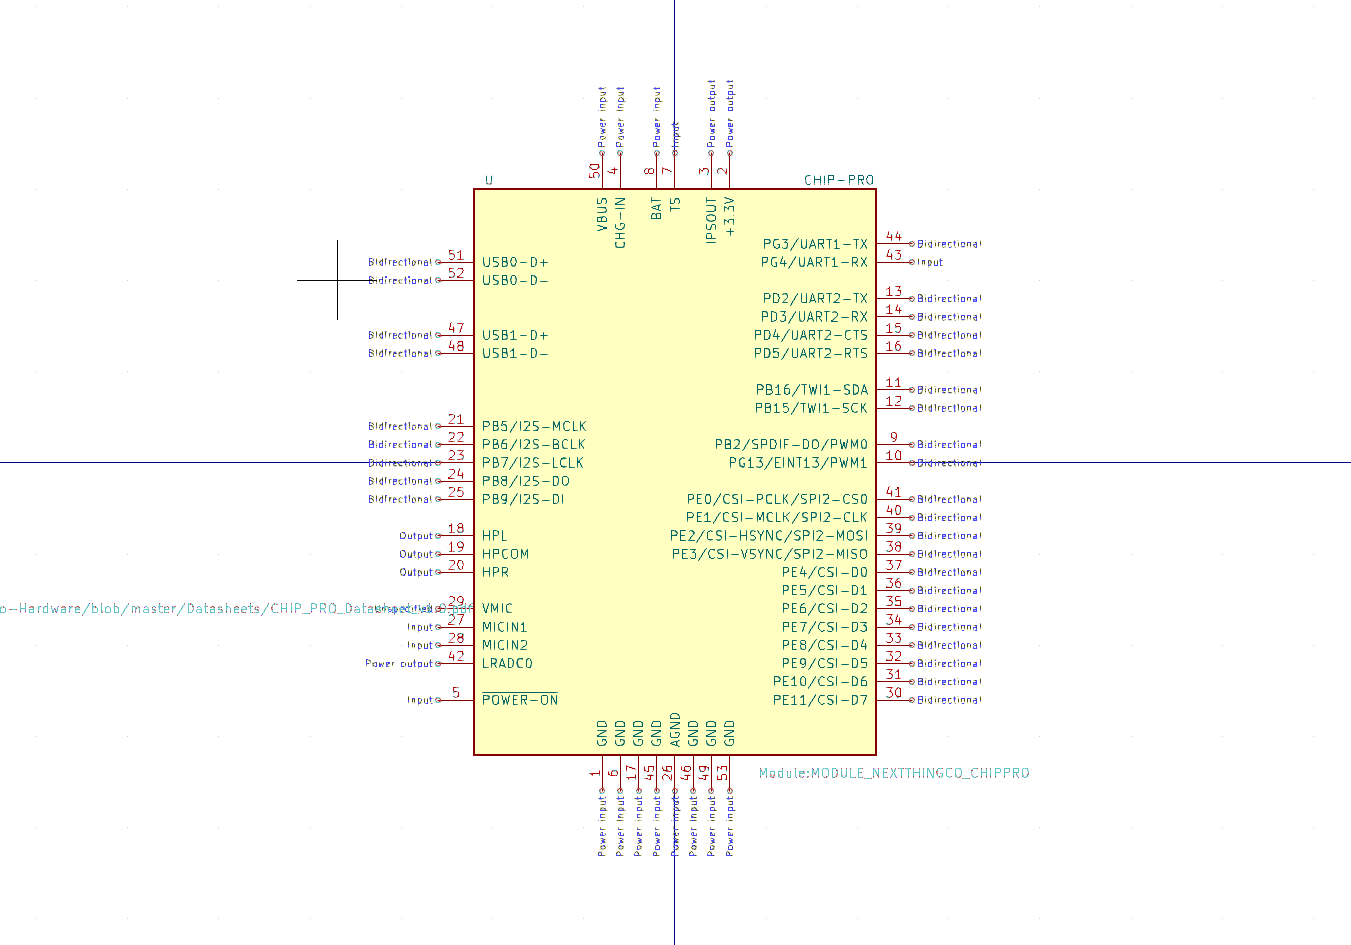 Power input
Power input
Power input
Input
Power output
Power output
50
4
8
7
3
2
U
CHIP-PRO
VBUS
CHG-IN
BAT
TS
IPSOUT
+3.3V
Bidirectional 51 USB0-D+
Bidirectional 52 USB0-D-
Bidirectional 47 USB1-D+
Bidirectional 48 USB1-D-
Bidirectional 21 PB5/I2S-MCLK
Bidirectional 22 PB6/I2S-BCLK
Bidirectional 23 PB7/I2S-LCLK
Bidirectional 24 PB8/I2S-DO
Bidirectional 25 PB9/I2S-DI
Output 18 HPL
Output 19 HPCOM
Output 20 HPR
o-Hardware/blob/master/Datasheets/CHIP_PRO_Datasheet
29 VMIC
Input 27 MICIN1
Input 28 MICIN2
Power output 42 LRADC0
Input 5 POWER-ON
PG3/UART1-TX 44 Bidirectional
PG4/UART1-RX 43 Input
PD2/UART2-TX 13 Bidirectional
PD3/UART2-RX 14 Bidirectional
PD4/UART2-CTS 15 Bidirectional
PD5/UART2-RTS 16 Bidirectional
PB16/TWI1-SDA 11 Bidirectional
PB15/TWI1-SCK 12 Bidirectional
PB2/SPDIF-DO/PWM0 9 Bidirectional
PG13/EINT13/PWM1 10 Bidirectional
PE0/CSI-PCLK/SPI2-CS0 41 Bidirectional
PE1/CSI-MCLK/SPI2-CLK 40 Bidirectional
PE2/CSI-HSYNC/SPI2-MOSI 39 Bidirectional
PE3/CSI-VSYNC/SPI2-MISO 38 Bidirectional
PE4/CSI-D0 37 Bidirectional
PE5/CSI-D1 36 Bidirectional
PE6/CSI-D2 35 Bidirectional
PE7/CSI-D3 34 Bidirectional
PE8/CSI-D4 33 Bidirectional
PE9/CSI-D5 32 Bidirectional
PE10/CSI-D6 31 Bidirectional
PE11/CSI-D7 30 Bidirectional
GND
GND
GND
GND
AGND
GND
GND
GND
1
6
17
45
26
46
49
53
Module:MODULE_NEXTTHINGCO_CHIPPRO
Power input
Power input
Power input
Power input
Power input
Power input
Power input
Power input